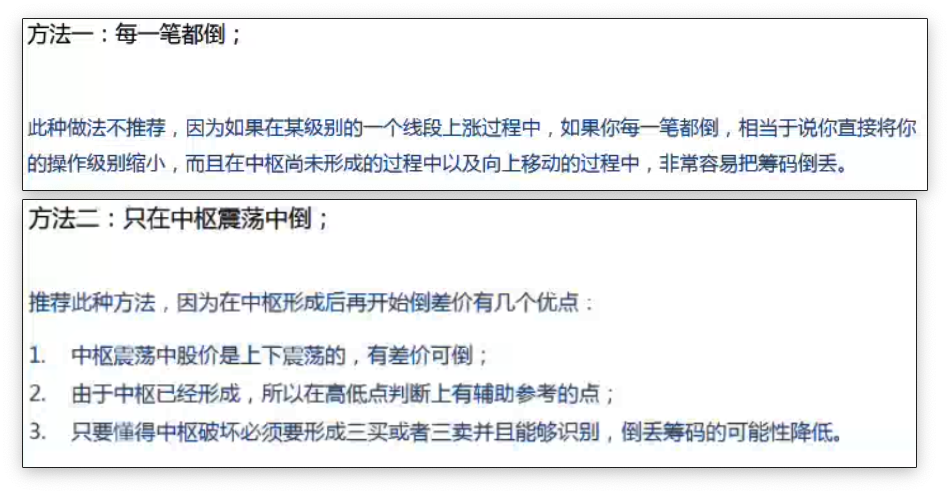 方法一：每一笔都倒；
此种做法不推荐，因为如果在某级别的一个线段上涨过程中，如果你每一笔都倒，相当于说你直接将你
的操作级别缩小，而且在中枢尚未形成的过程中以及向上移动的过程中，非常容易把筹码倒丢。
方法二：只在中枢震荡中倒；
推荐此种方法，因为在中枢形成后再开始倒差价有几个优点：
1. 中枢震荡中股价是上下震荡的，有差价可倒；
2. 由于中枢已经形成，所以在高低点判断上有辅助参考的点；
3. 只要懂得中枢破坏必须要形成三买或者三卖并且能够识别，倒丢筹码的可能性降低。